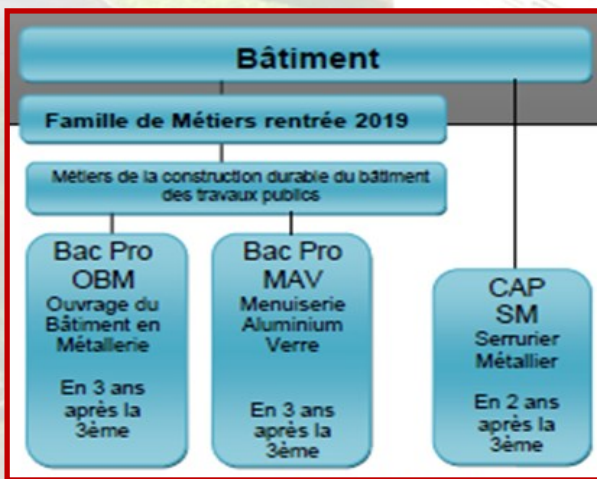 Bâtiment
Famille de Métiers rentrée 2019
Métiers de la construction durable du bâtiment
des travaux publics
Bac Pro
OBM
Ouvrage du
Bâtiment en
Métallerie
En 3 ans
après la
3ème
Bac Pro
MAV
Menuiserie
Aluminium
Verre
En 3 ans
après la
3ème
CAP
SM
Serrurier
Métallier
En 2 ans
après la
3ème